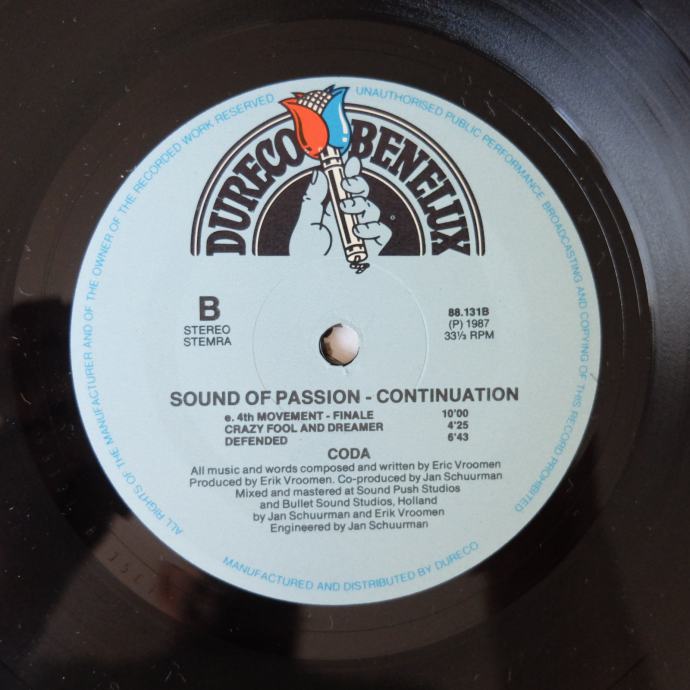 ALL RIGHTS OF THE MANUFACTURER AND OF THE OWNER OF THE RECORDED WORK RESERVED
UNAUTHORISED PUBLIC PERFORMANCE BROADCASTING AND COPYING OF THIS RECORD PROHIBITED
DURECO BENELUX
B
STEREO
STEMRA
88.131B
(P) 1987
33⅓ RPM
SOUND OF PASSION - CONTINUATION
e. 4th MOVEMENT - FINALE 10'00
CRAZY FOOL AND DREAMER 4'25
DEFENDED 6'43
CODA
All music and words composed and written by Eric Vroomen
Produced by Erik Vroomen. Co-produced by Jan Schuurman
Mixed and mastered at Sound Push Studios
and Bullet Sound Studios, Holland
by Jan Schuurman and Erik Vroomen
Engineered by Jan Schuurman
MANUFACTURED AND DISTRIBUTED BY DURECO